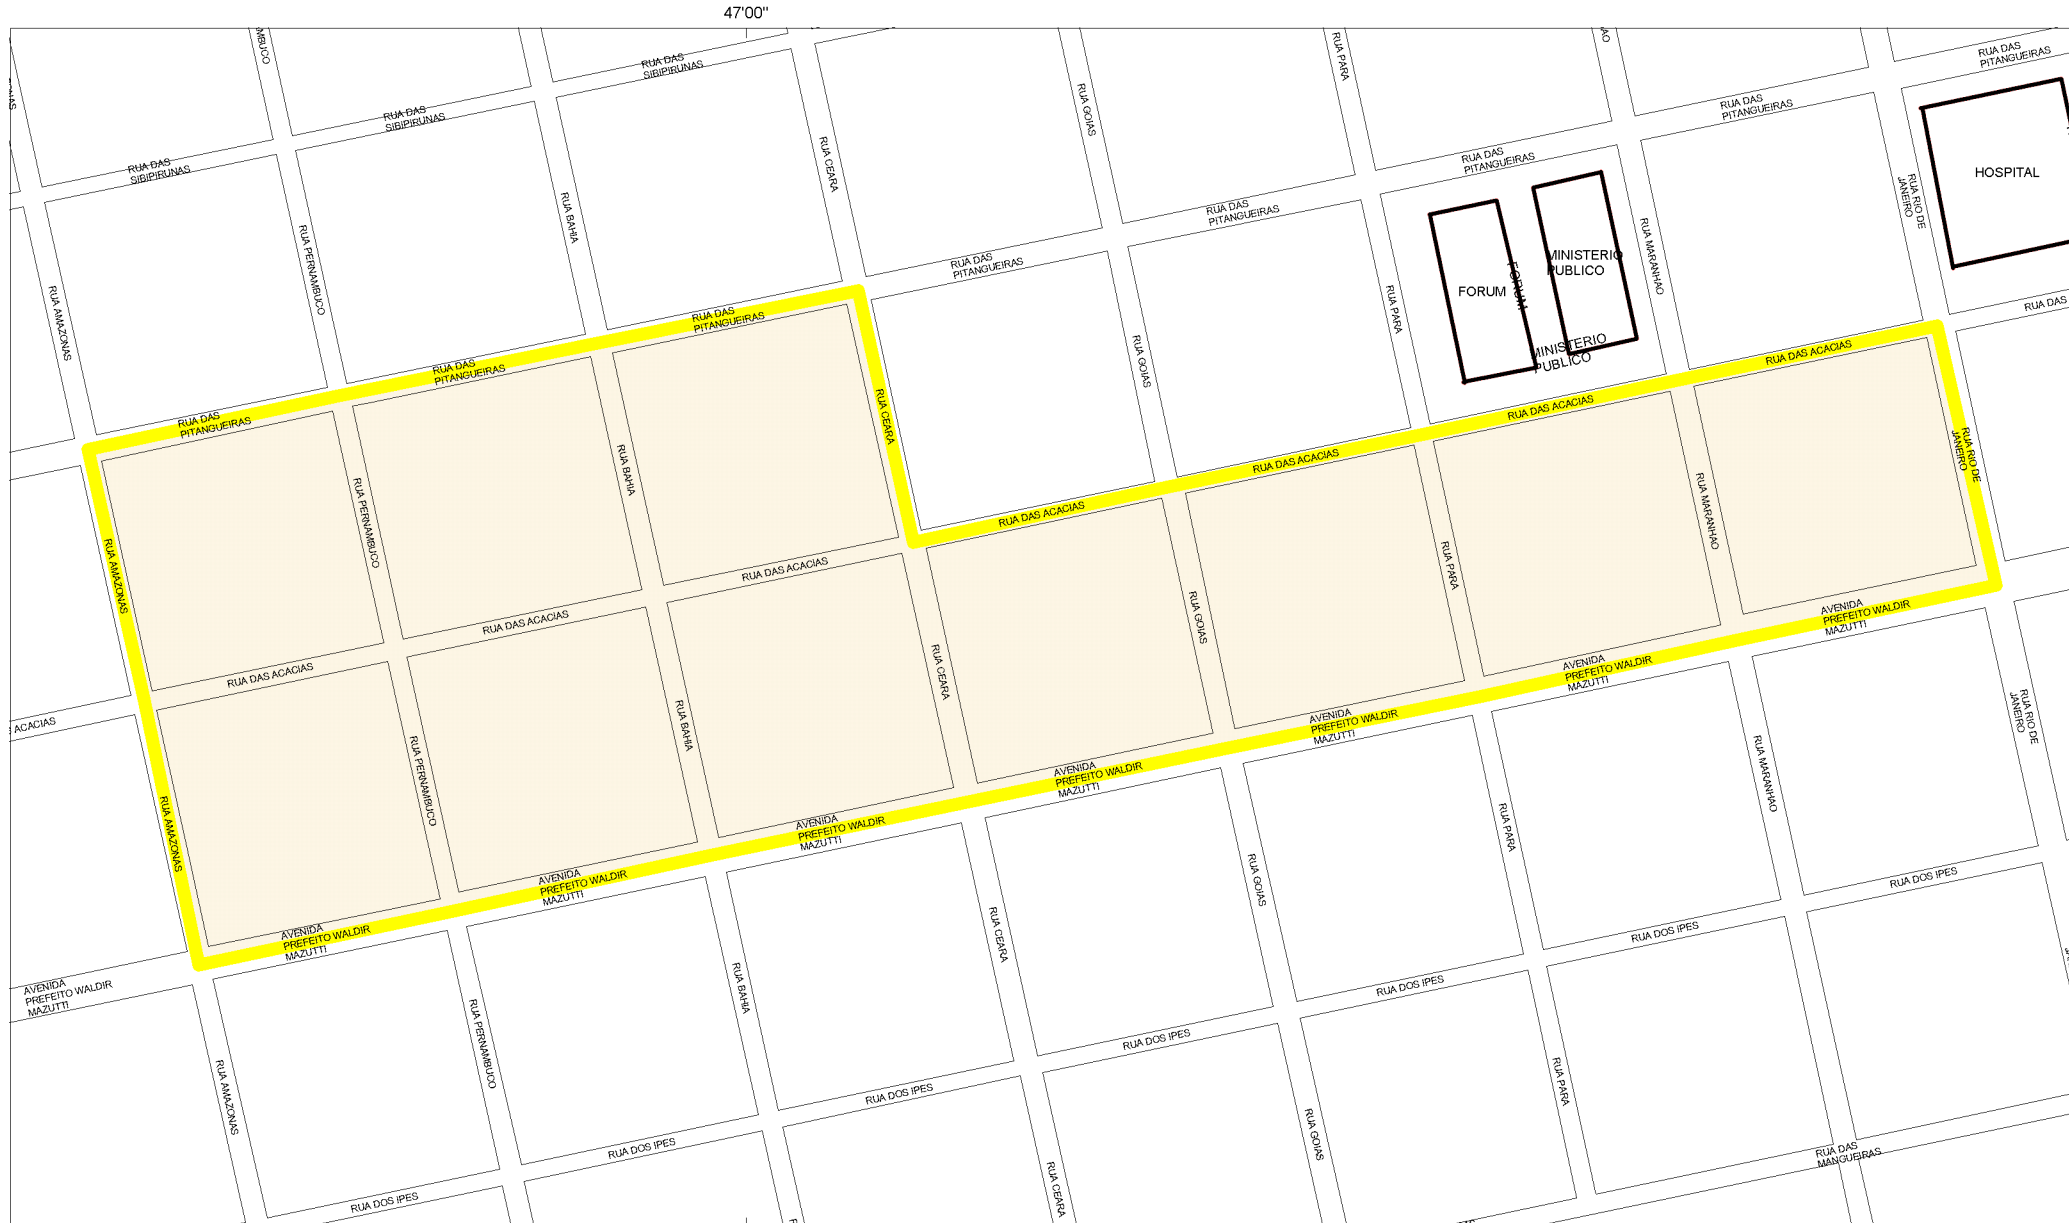 47'00"
RUA DAS
SIBIPIRUNAS
RUA DAS
SIBIPIRUNAS
RUA DAS
SIBIPIRUNAS
RUA PARA
RUA GOIAS
RUA CEARA
RUA BAHIA
RUA PERNAMBUCO
RUA AMAZONAS
RUA DAS
PITANGUEIRAS
RUA DAS
PITANGUEIRAS
RUA DAS
PITANGUEIRAS
RUA DAS
PITANGUEIRAS
RUA DAS
PITANGUEIRAS
HOSPITAL
RUA RIO DE
JANEIRO
RUA MARANHAO
MINISTERIO
PUBLICO
FORUM
FORUM
MINISTERIO
PUBLICO
RUA DAS
RUA PARA
RUA GOIAS
RUA DAS
PITANGUEIRAS
RUA DAS
PITANGUEIRAS
RUA DAS
PITANGUEIRAS
RUA CEARA
RUA BAHIA
RUA PERNAMBUCO
RUA AMAZONAS
RUA DAS ACACIAS
RUA DAS ACACIAS
RUA DAS ACACIAS
RUA DAS ACACIAS
RUA RIO DE
JANEIRO
RUA MARANHAO
RUA PARA
RUA GOIAS
RUA CEARA
RUA DAS ACACIAS
RUA DAS ACACIAS
RUA DAS ACACIAS
ACACIAS
RUA BAHIA
RUA PERNAMBUCO
RUA AMAZONAS
AVENIDA
PREFEITO WALDIR
MAZUTTI
AVENIDA
PREFEITO WALDIR
MAZUTTI
AVENIDA
PREFEITO WALDIR
MAZUTTI
AVENIDA
PREFEITO WALDIR
MAZUTTI
AVENIDA
PREFEITO WALDIR
MAZUTTI
AVENIDA
PREFEITO WALDIR
MAZUTTI
AVENIDA
PREFEITO WALDIR
MAZUTTI
AVENIDA
PREFEITO WALDIR
MAZUTTI
RUA RIO DE
JANEIRO
RUA MARANHAO
RUA PARA
RUA GOIAS
RUA CEARA
RUA BAHIA
RUA PERNAMBUCO
RUA AMAZONAS
RUA DOS IPES
RUA DOS IPES
RUA DOS IPES
RUA DOS IPES
RUA DOS IPES
RUA DOS IPES
RUA DOS IPES
RUA PARA
RUA GOIAS
RUA CEARA
RUA DAS
MANGUEIRAS